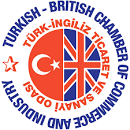 TURKISH - BRITISH CHAMBER OF COMMERCE AND INDUSTRY
TÜRK-İNGİLİZ TİCARET VE SANAYİ ODASI